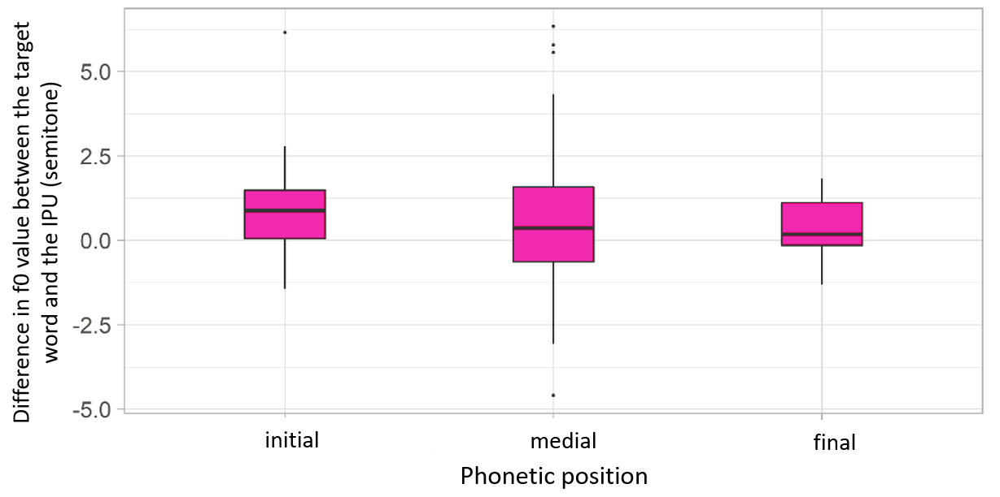 Difference in f0 value between the target
word and the IPU (semitone)
5.0
2.5
0.0
-2.5
-5.0
initial medial final
Phonetic position